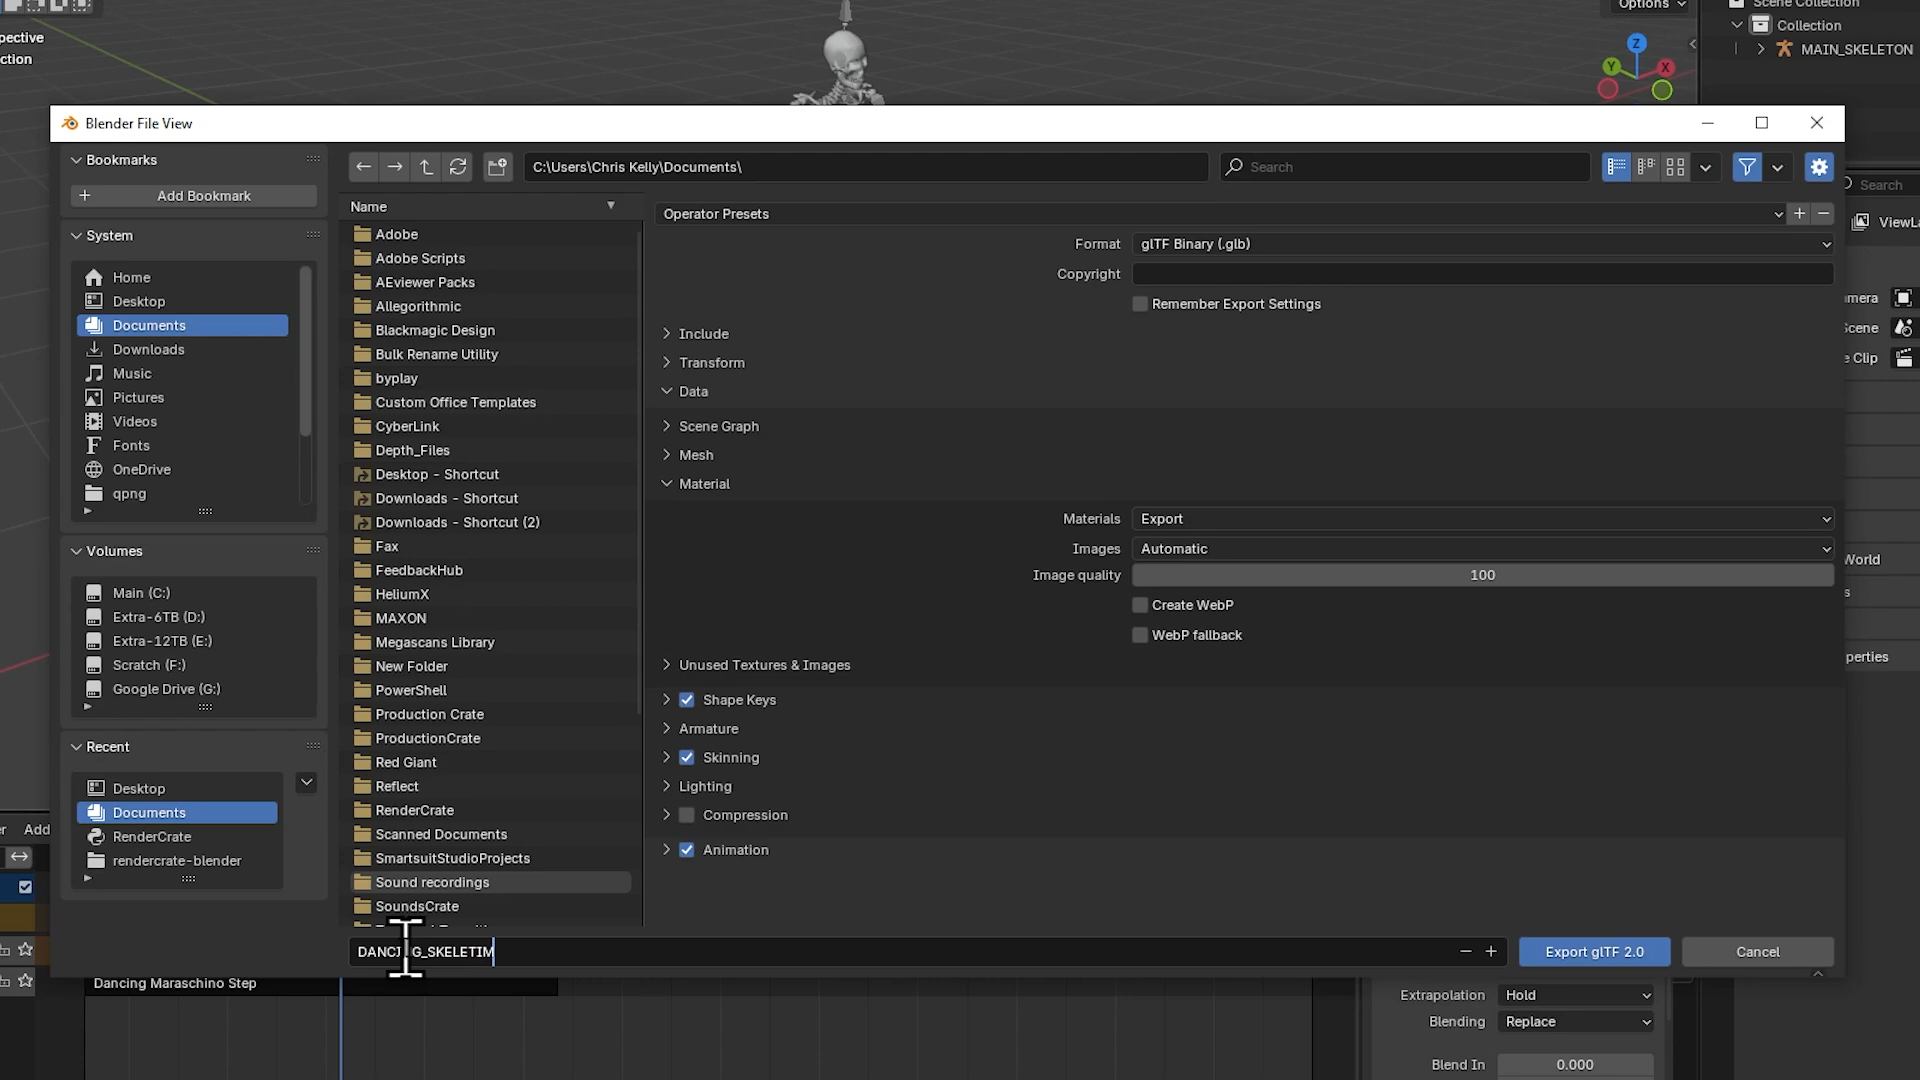 Options
pective
ction
Z
Y
X
Scene Collection
Collection
MAIN_SKELETON
Blender File View
Bookmarks
Add Bookmark
System
Home
Desktop
Documents
Downloads
Music
Pictures
Videos
Fonts
OneDrive
qpng
Volumes
Main (C:)
Extra-6TB (D:)
Extra-12TB (E:)
Scratch (F:)
Google Drive (G:)
Recent
Desktop
Documents
RenderCrate
rendercrate-blender
C:\Users\Chris Kelly\Documents\
Search
Name
Adobe
Adobe Scripts
AEviewer Packs
Allegorithmic
Blackmagic Design
Bulk Rename Utility
byplay
Custom Office Templates
CyberLink
Depth_Files
Desktop - Shortcut
Downloads - Shortcut
Downloads - Shortcut (2)
Fax
FeedbackHub
HeliumX
MAXON
Megascans Library
New Folder
PowerShell
Production Crate
ProductionCrate
Red Giant
Reflect
RenderCrate
Scanned Documents
SmartsuitStudioProjects
Sound recordings
SoundsCrate
Operator Presets
Format glTF Binary (.glb)
Copyright
Remember Export Settings
Include
Transform
Data
Scene Graph
Mesh
Material
Materials Export
Images Automatic
Image quality 100
Create WebP
WebP fallback
Unused Textures & Images
Shape Keys
Armature
Skinning
Lighting
Compression
Animation
DANCING_SKELETIM
Export glTF 2.0
Cancel
Search
ViewLa
mera
Scene
e Clip
World
s
perties
r Add
Dancing Maraschino Step
Extrapolation Hold
Blending Replace
Blend In 0.000